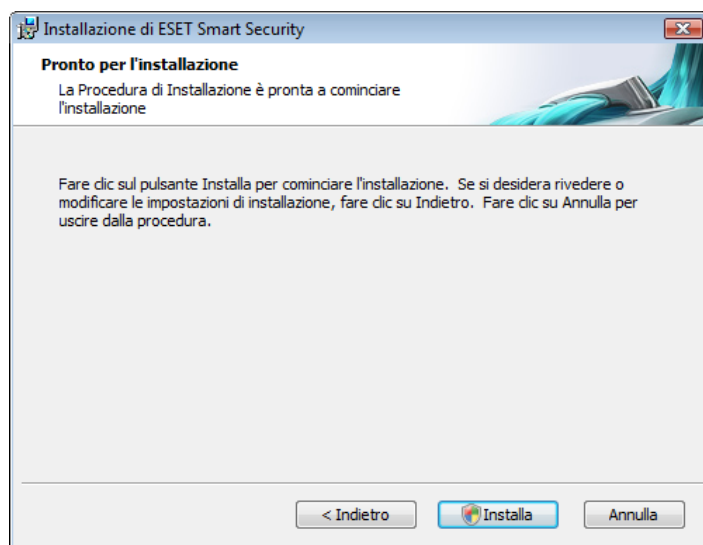 Installazione di ESET Smart Security
Pronto per l'installazione
La Procedura di Installazione è pronta a cominciare
l'installazione
Fare clic sul pulsante Installa per cominciare l'installazione. Se si desidera rivedere o
modificare le impostazioni di installazione, fare clic su Indietro. Fare clic su Annulla per
uscire dalla procedura.
< Indietro
Installa
Annulla